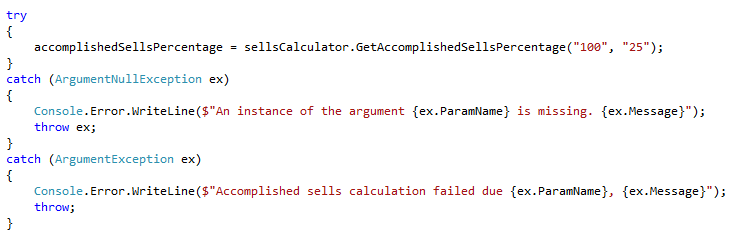 try
{
    accomplishedSellsPercentage = sellsCalculator.GetAccomplishedSellsPercentage("100", "25");
}
catch (ArgumentNullException ex)
{
    Console.Error.WriteLine($"An instance of the argument {ex.ParamName} is missing. {ex.Message}");
    throw ex;
}
catch (ArgumentException ex)
{
    Console.Error.WriteLine($"Accomplished sells calculation failed due {ex.ParamName}, {ex.Message}");
    throw;
}